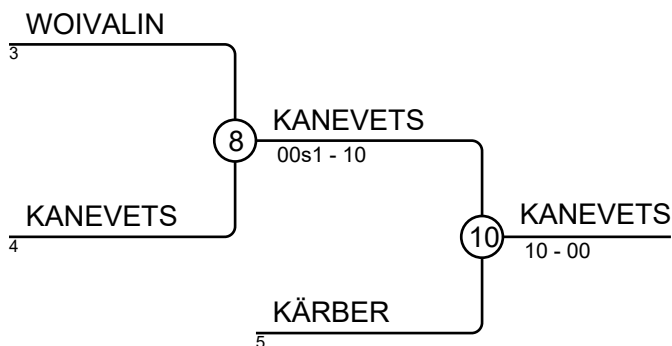 WOIVALIN
3
8
KANEVETS
00s1 - 10
KANEVETS
4
10
KANEVETS
10 - 00
KÄRBER
5